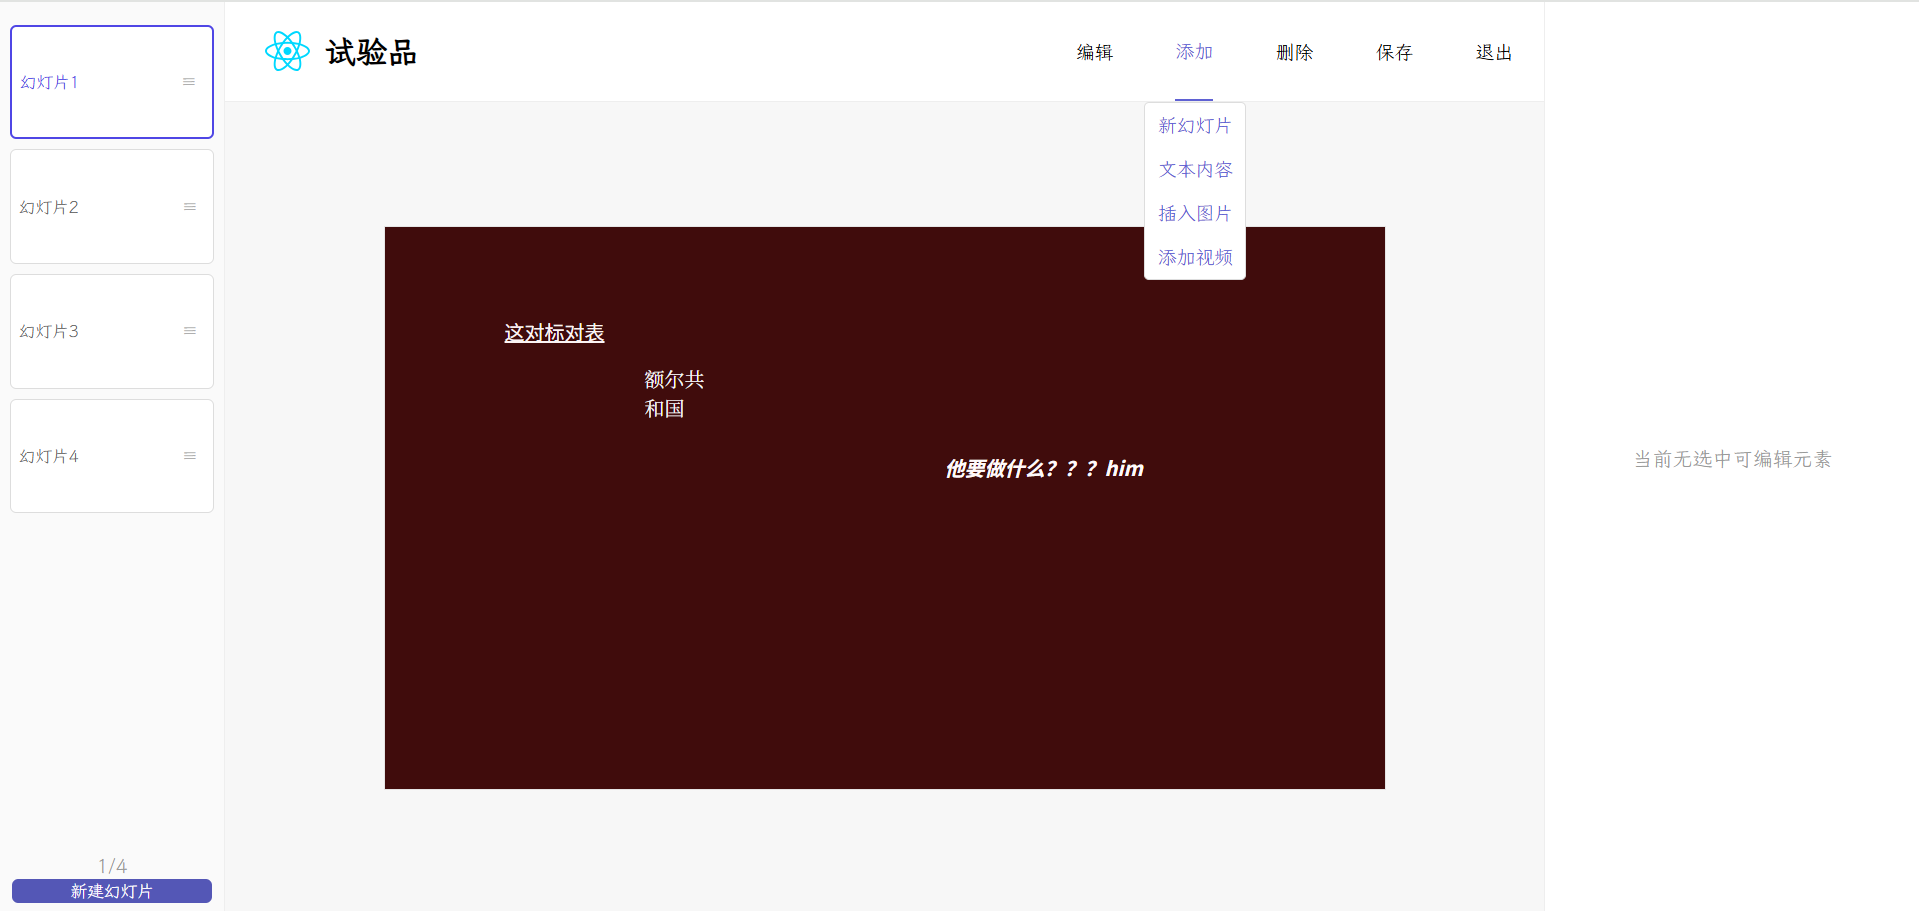 幻灯片1
幻灯片2
幻灯片3
幻灯片4
1/4
新建幻灯片
试验品
编辑
添加
删除
保存
退出
新幻灯片
文本内容
插入图片
添加视频
这对标对表
额尔共
和国
他要做什么？？？him
当前无选中可编辑元素